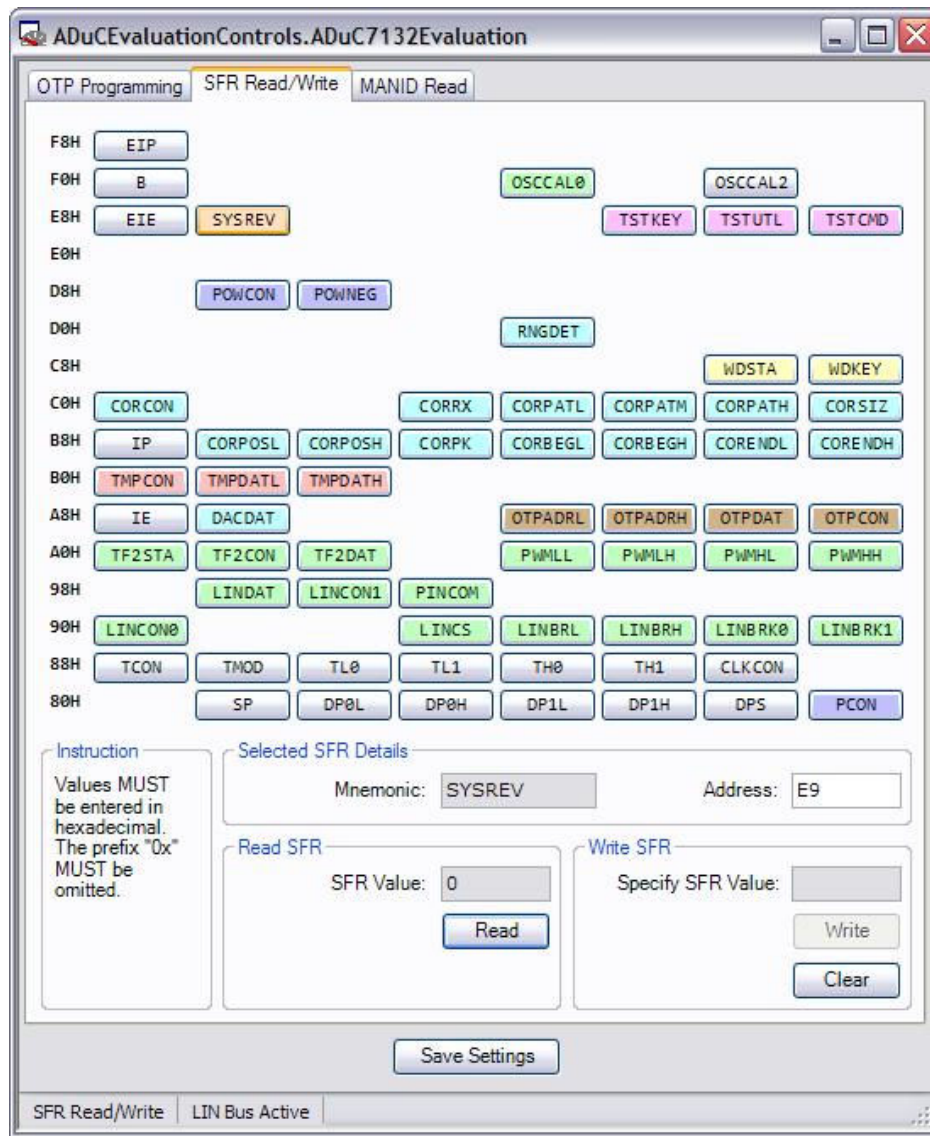 ADuCEvaluationControls.ADuC7132Evaluation
OTP Programming SFR Read/Write MANID Read
F8H EIP
F0H B OSCCAL0 OSCCAL2
E8H EIE SYSREV TSTKEY TSTUTL TSTCMD
E0H
D8H POWCON POWNEG
D0H RNGDET
C8H WDSTA WDKEY
C0H CORCON CORRX CORPATL CORPATM CORPATH CORSIZ
B8H IP CORPOSL CORPOSH CORPK CORBEGL CORBEGH CORENDL CORENDH
B0H TMPCON TMPDATL TMPDATH
A8H IE DACDAT OTPADRL OTPADRH OTPDAT OTPCON
A0H TF2STA TF2CON TF2DAT PWMLL PWMLH PWMHL PWMHH
98H LINDAT LINCON1 PINCOM
90H LINCON0 LINCS LINBRL LINBRH LINBRK0 LINBRK1
88H TCON TMOD TL0 TL1 TH0 TH1 CLKCON
80H SP DP0L DP0H DP1L DP1H DPS PCON
Instruction
Values MUST
be entered in
hexadecimal.
The prefix "0x"
MUST be
omitted.
Selected SFR Details
Mnemonic: SYSREV Address: E9
Read SFR
SFR Value: 0
Read
Write SFR
Specify SFR Value:
Write
Clear
Save Settings
SFR Read/Write LIN Bus Active